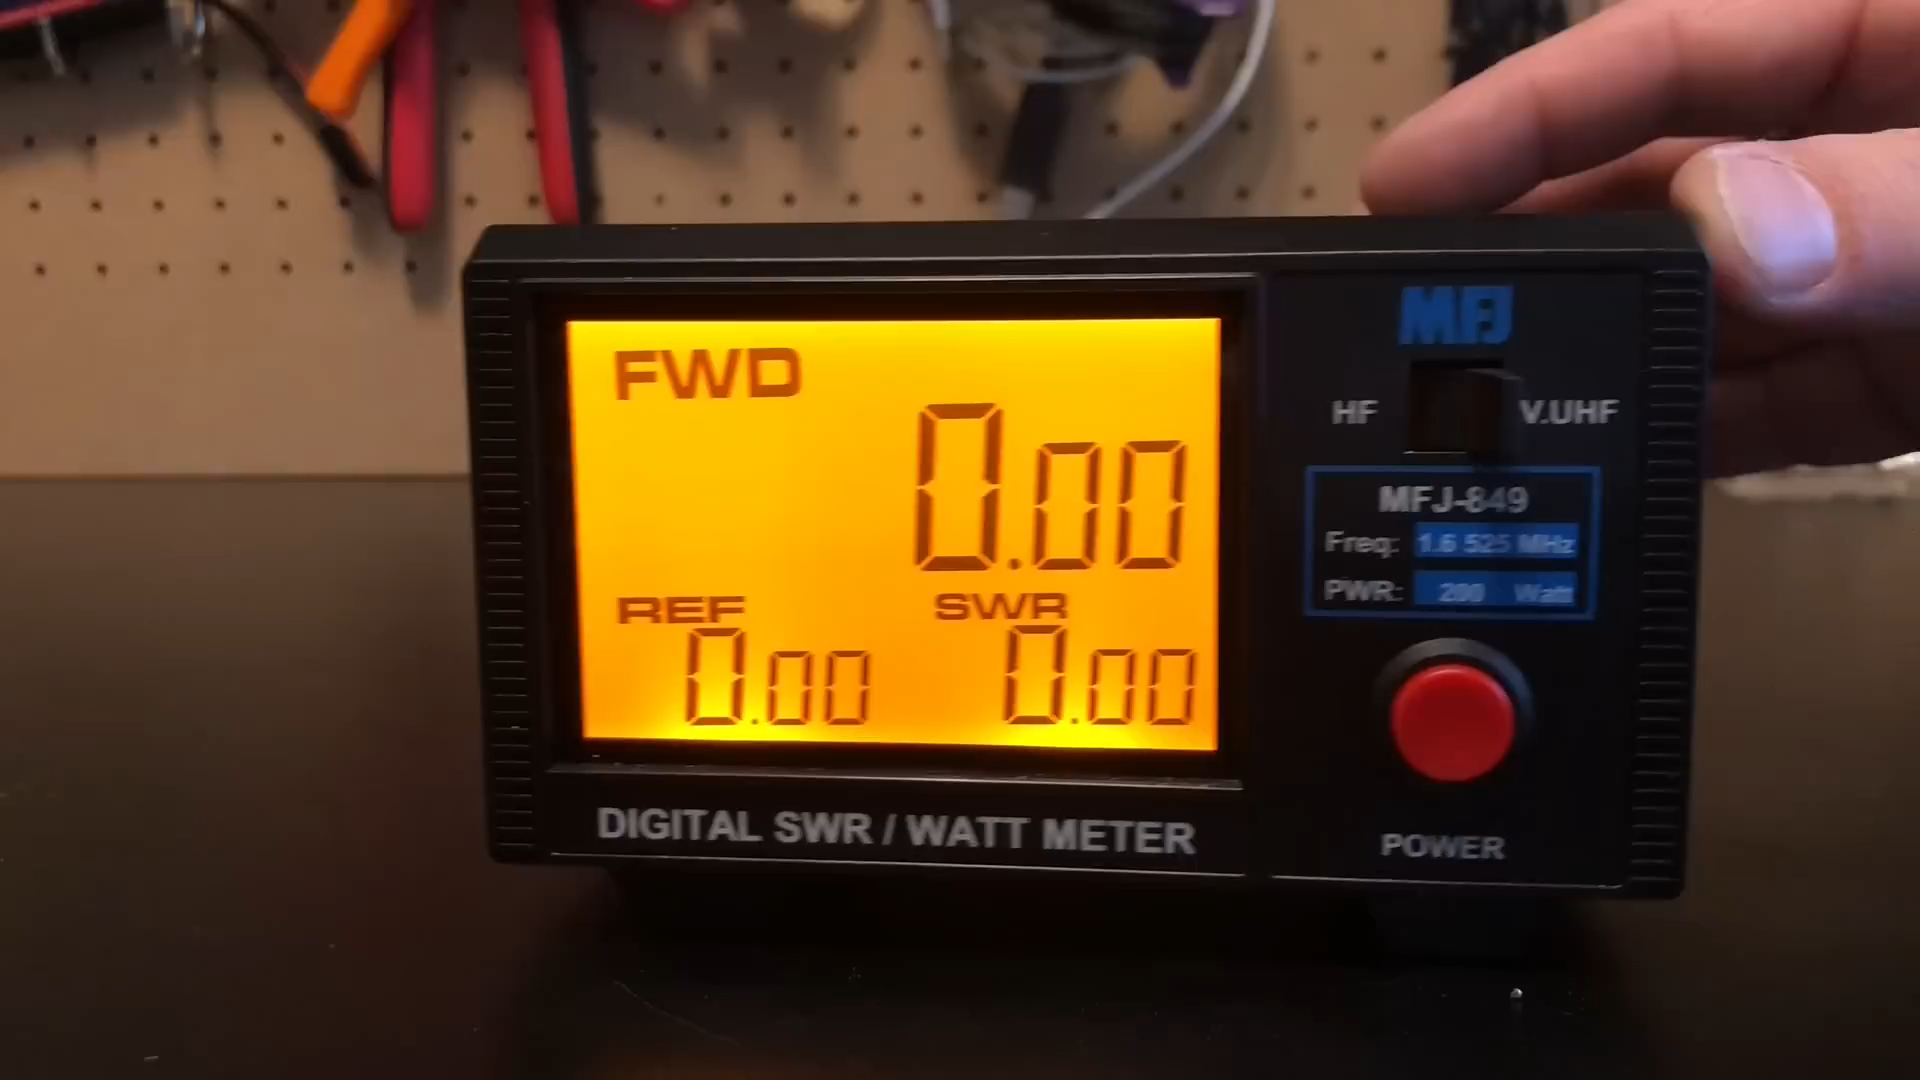 FWD
0.00
REF
0.00
SWR
0.00
MFJ
HF
V.UHF
MFJ-849
Freq: 1.6 525 MHz
PWR: 200 Watt
POWER
DIGITAL SWR / WATT METER